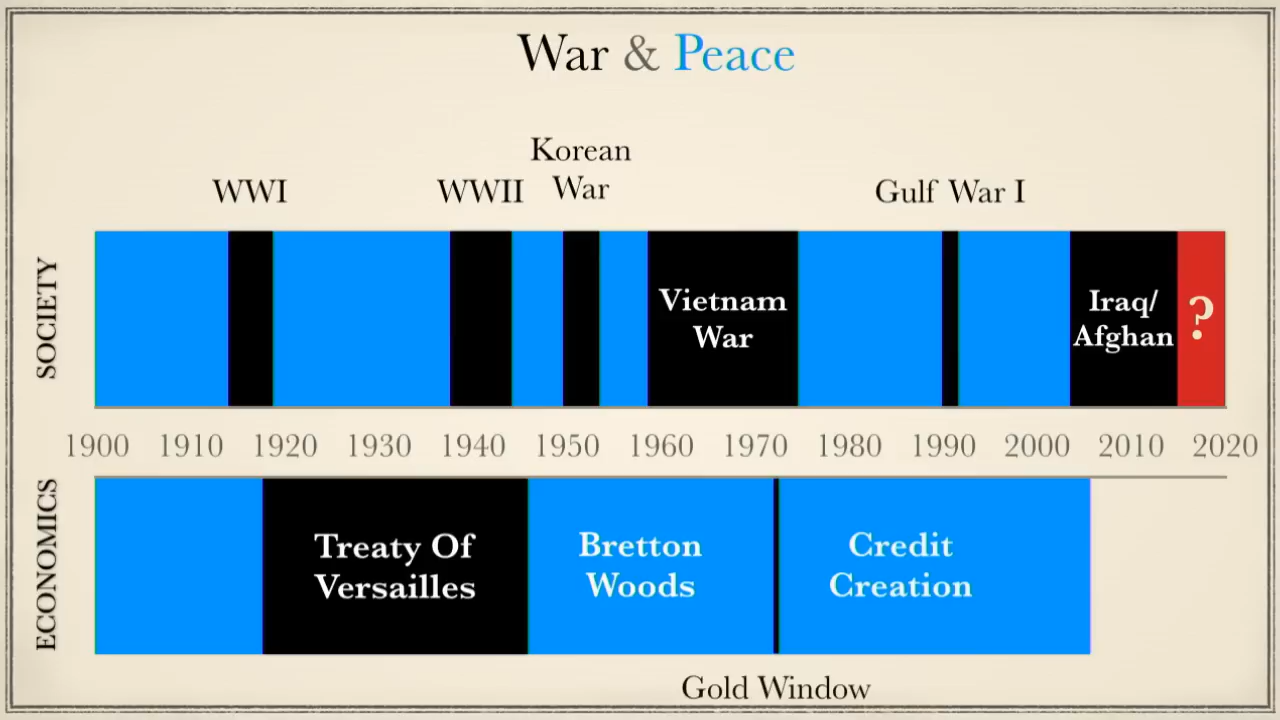 War & Peace
Korean
War
WWI
WWII
Gulf War I
SOCIETY
Vietnam
War
Iraq/
Afghan
?
1900 1910 1920 1930 1940 1950 1960 1970 1980 1990 2000 2010 2020
ECONOMICS
Treaty Of
Versailles
Bretton
Woods
Credit
Creation
Gold Window